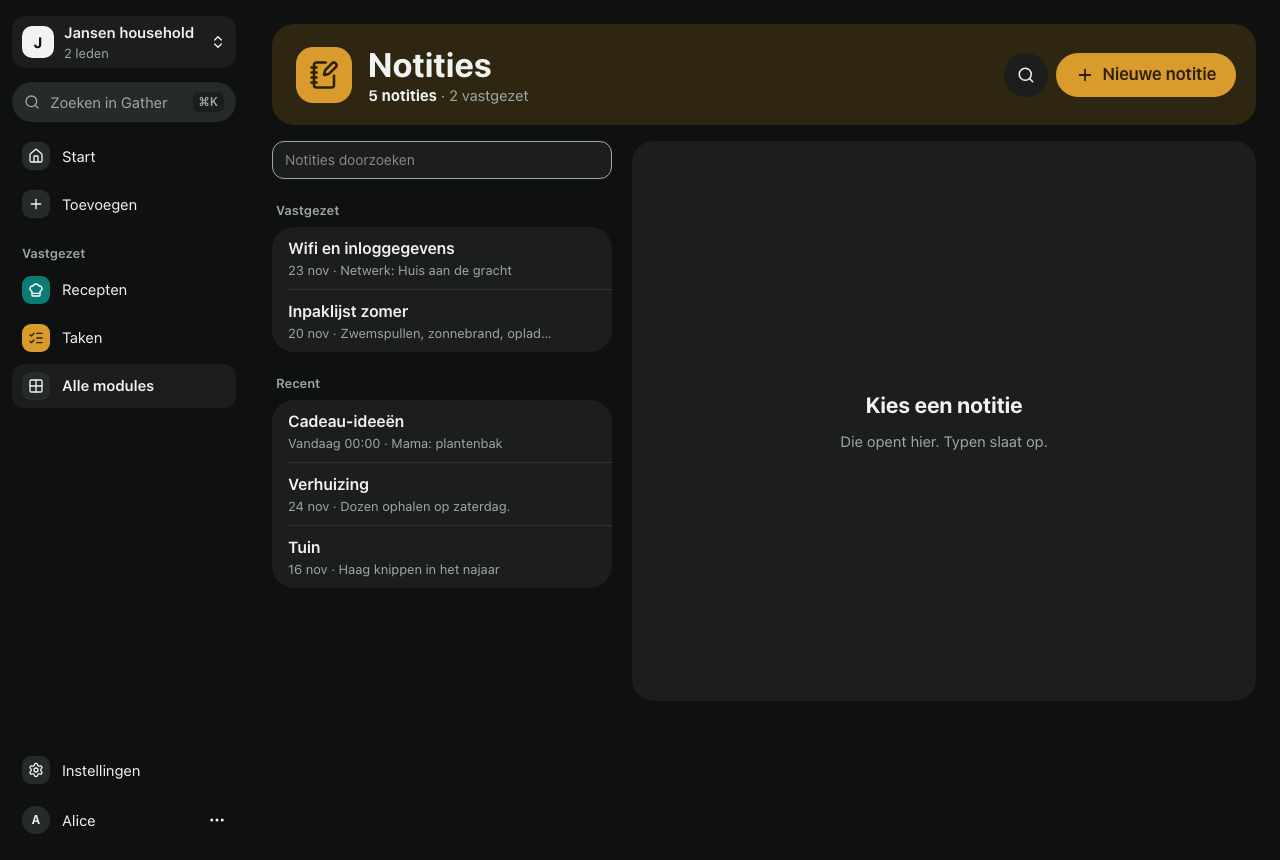 J
Jansen household
2 leden
Zoeken in Gather
⌘K
Start
Toevoegen
Vastgezet
Recepten
Taken
Alle modules
Instellingen
A
Alice
Notities
5 notities · 2 vastgezet
Nieuwe notitie
Notities doorzoeken
Vastgezet
Wifi en inloggegevens
23 nov · Netwerk: Huis aan de gracht
Inpaklijst zomer
20 nov · Zwemspullen, zonnebrand, oplad…
Recent
Cadeau-ideeën
Vandaag 00:00 · Mama: plantenbak
Verhuizing
24 nov · Dozen ophalen op zaterdag.
Tuin
16 nov · Haag knippen in het najaar
Kies een notitie
Die opent hier. Typen slaat op.